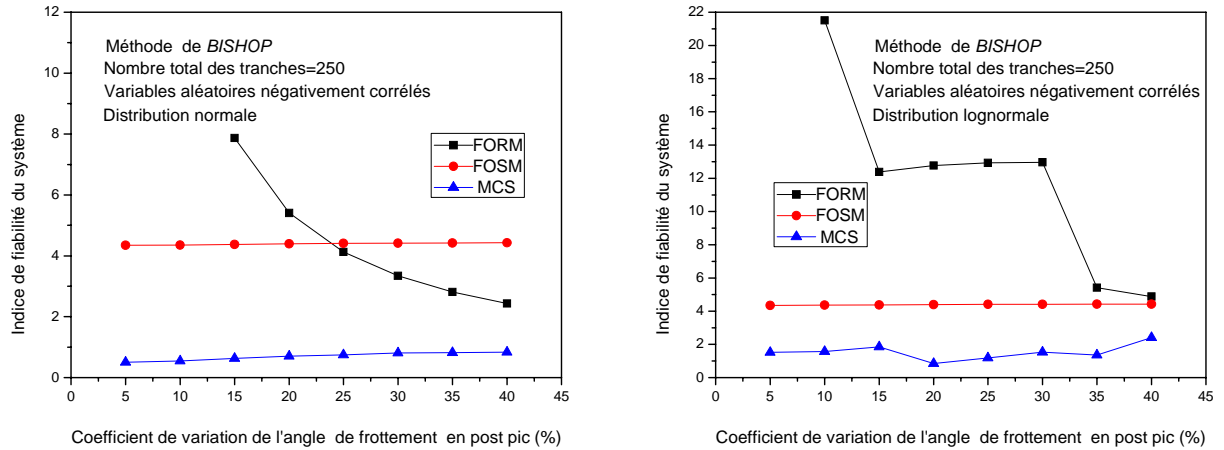 12
10
8
6
4
2
0
Indice de fiabilité du système
Méthode de BISHOP
Nombre total des tranches=250
Variables aléatoires négativement corrélés
Distribution normale
FORM
FOSM
MCS
0 5 10 15 20 25 30 35 40 45
Coefficient de variation de l'angle de frottement en post pic (%)
22
20
18
16
14
12
10
8
6
4
2
0
Indice de fiabilité du système
Méthode de BISHOP
Nombre total des tranches=250
Variables aléatoires négativement corrélés
Distribution lognormale
FORM
FOSM
MCS
0 5 10 15 20 25 30 35 40 45
Coefficient de variation de l'angle de frottement en post pic (%)